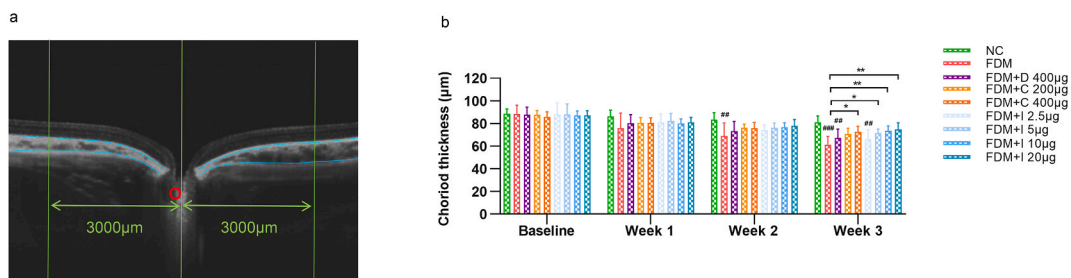 a
3000µm
3000µm
b
Choriod thickness (µm)
120
100
80
60
40
20
0
Baseline
Week 1
Week 2
Week 3
##
###
##
##
*
*
**
**
NC
FDM
FDM+D 400µg
FDM+C 200µg
FDM+C 400µg
FDM+I 2.5µg
FDM+I 5µg
FDM+I 10µg
FDM+I 20µg